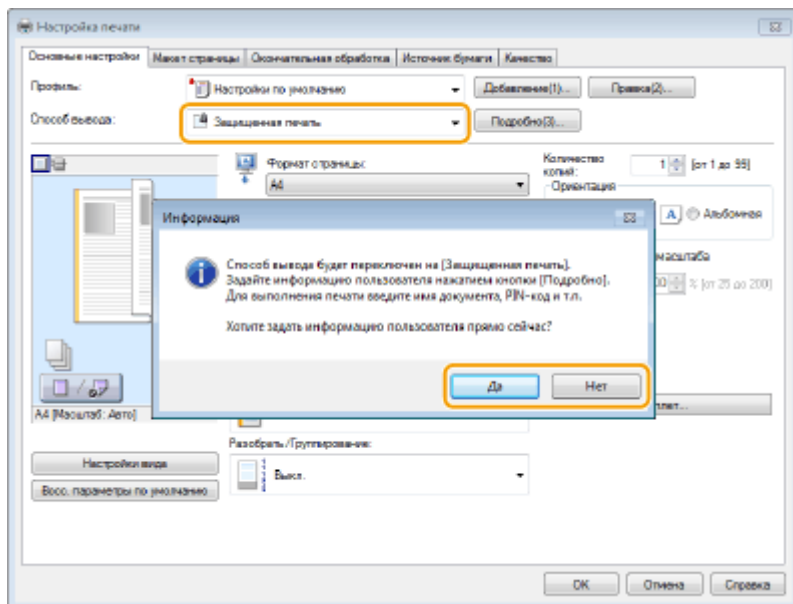 Настройка печати
Основные настройки Макет страницы Окончательная обработка Источник бумаги Качество
Профиль: Настройки по умолчанию Добавление(1)... Правка(2)...
Способ вывода: Защищенная печать Подробно(3)...
Формат страницы: Количество копий: 1 [от 1 до 99]
A4 Ориентация
A Альбомная
Информация
Способ вывода будет переключен на [Защищенная печать].
Задайте информацию пользователя нажатием кнопки [Подробно].
Для выполнения печати введите имя документа, PIN-код и т.п.
Хотите задать информацию пользователя прямо сейчас?
Да Нет
масштаба
00 % [от 25 до 200]
A4 [Масштаб: Авто]
Разобрать/Группирование:
Выкл.
Настройки вида
Восс. параметры по умолчанию
OK Отмена Справка